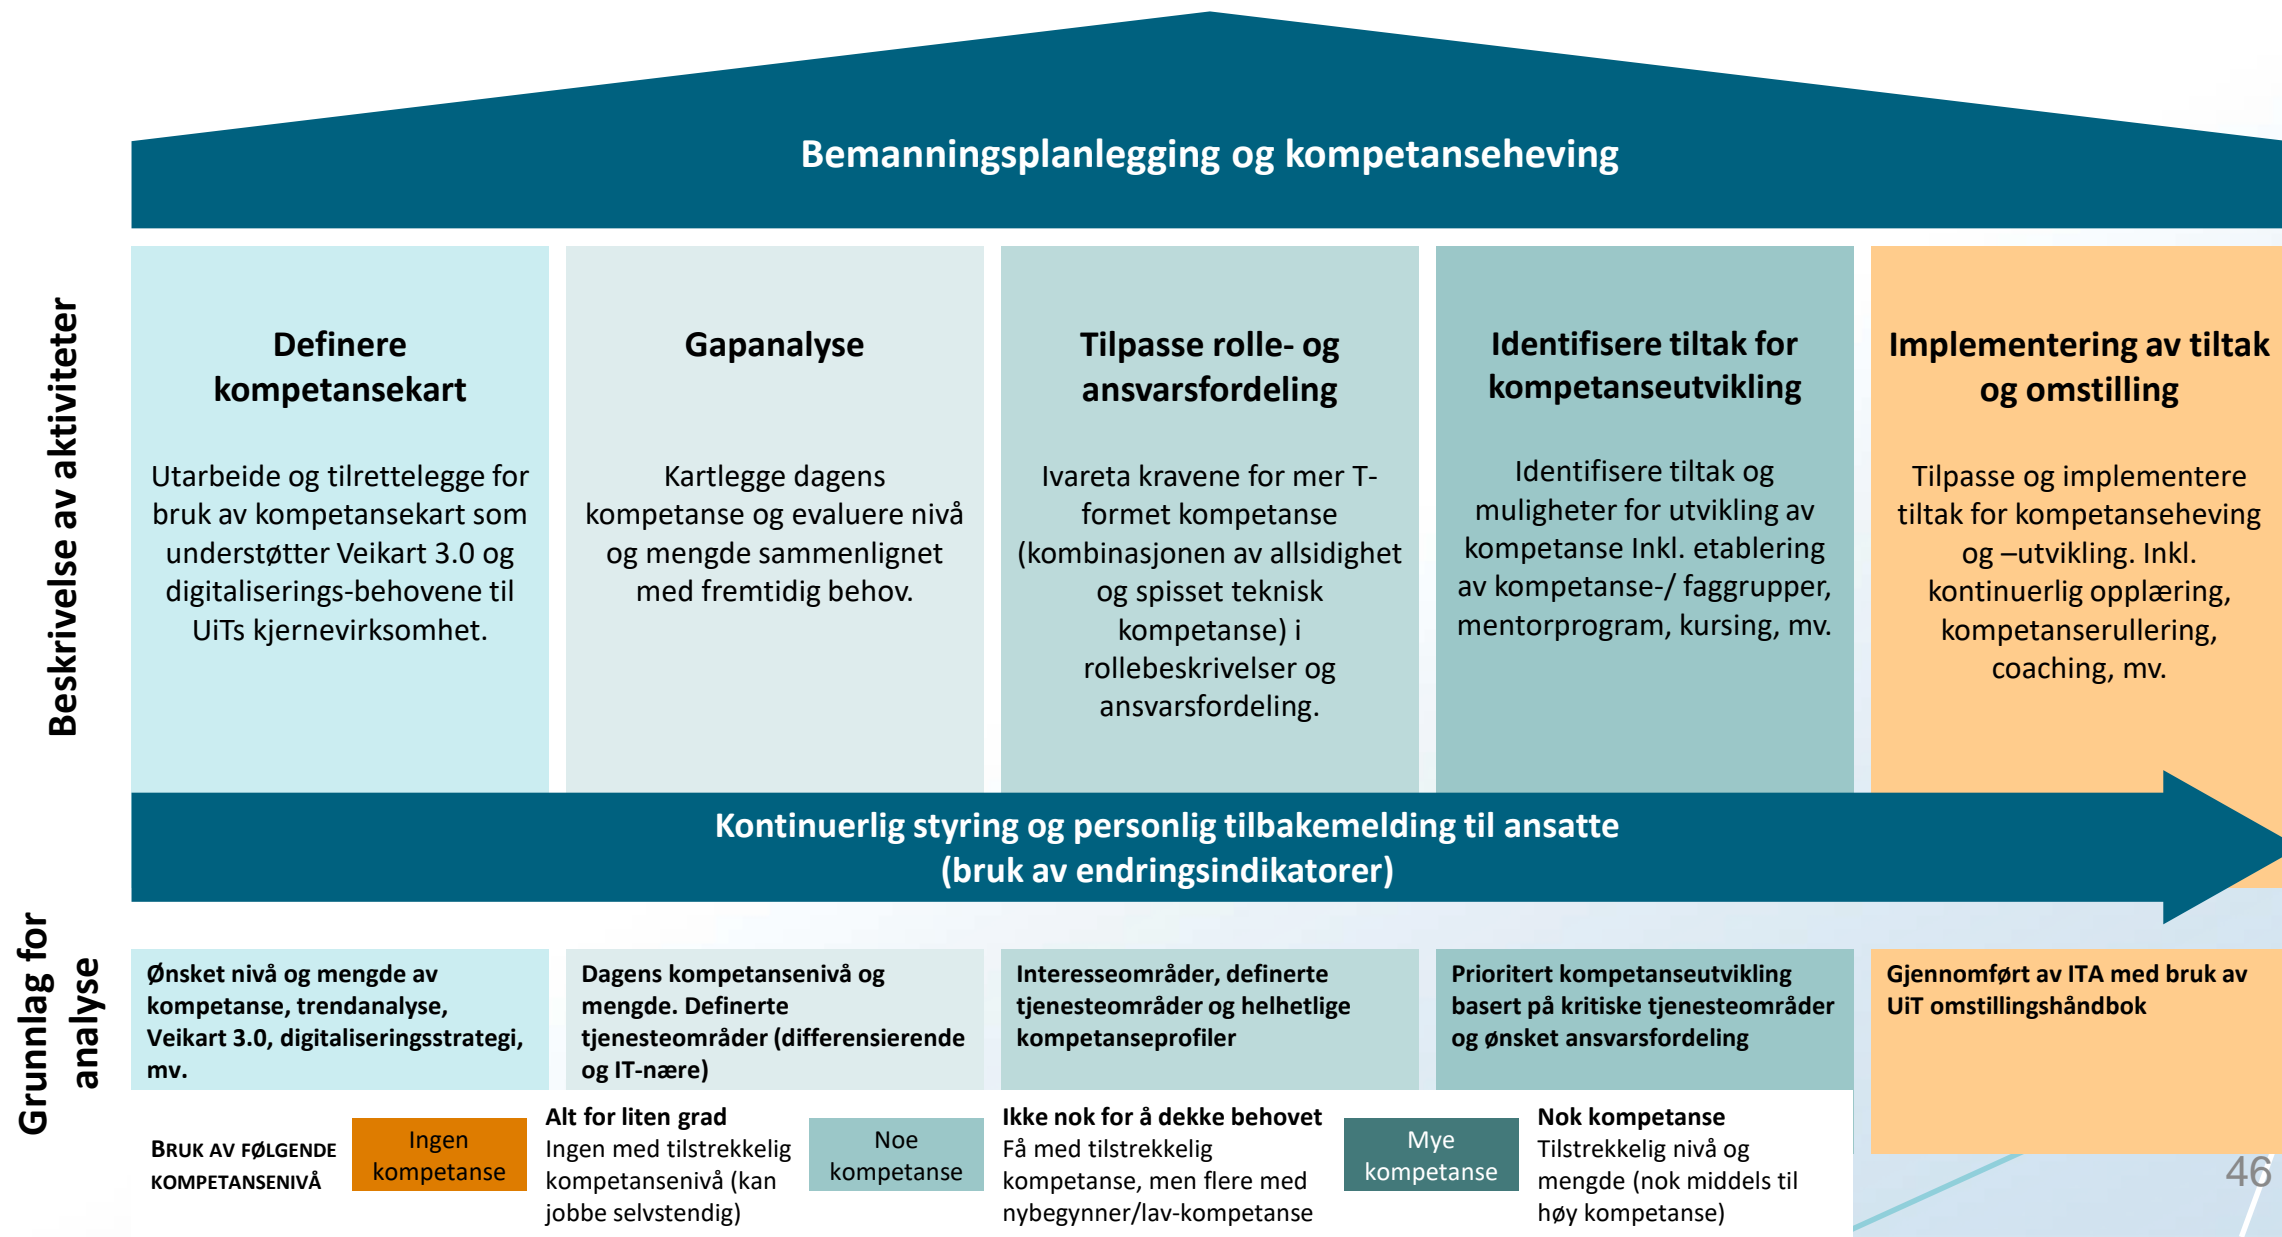 Bemanningsplanlegging og kompetanseheving
Beskrivelse av aktiviteter
Definere
kompetansekart
Utarbeide og tilrettelegge for
bruk av kompetansekart som
understøtter Veikart 3.0 og
digitaliserings-behovene til
UiTs kjernevirksomhet.
Gapanalyse
Kartlegge dagens
kompetanse og evaluere nivå
og mengde sammenlignet
med fremtidig behov.
Tilpasse rolle- og
ansvarsfordeling
Ivareta kravene for mer T-
formet kompetanse
(kombinasjonen av allsidighet
og spisset teknisk
kompetanse) i
rollebeskrivelser og
ansvarsfordeling.
Identifisere tiltak for
kompetanseutvikling
Identifisere tiltak og
muligheter for utvikling av
kompetanse Inkl. etablering
av kompetanse-/ faggrupper,
mentorprogram, kursing, mv.
Implementering av tiltak
og omstilling
Tilpasse og implementere
tiltak for kompetanseheving
og –utvikling. Inkl.
kontinuerlig opplæring,
kompetanserullering,
coaching, mv.
Kontinuerlig styring og personlig tilbakemelding til ansatte
(bruk av endringsindikatorer)
Grunnlag for
analyse
Ønsket nivå og mengde av
kompetanse, trendanalyse,
Veikart 3.0, digitaliseringsstrategi,
mv.
Dagens kompetansenivå og
mengde. Definerte
tjenesteområder (differensierende
og IT-nære)
Interesseområder, definerte
tjenesteområder og helhetlige
kompetanseprofiler
Prioritert kompetanseutvikling
basert på kritiske tjenesteområder
og ønsket ansvarsfordeling
Gjennomført av ITA med bruk av
UiT omstillingshåndbok
BRUK AV FØLGENDE
KOMPETANSENIVÅ
Ingen
kompetanse
Alt for liten grad
Ingen med tilstrekkelig
kompetansenivå (kan
jobbe selvstendig)
Noe
kompetanse
Ikke nok for å dekke behovet
Få med tilstrekkelig
kompetanse, men flere med
nybegynner/lav-kompetanse
Mye
kompetanse
Nok kompetanse
Tilstrekkelig nivå og
mengde (nok middels til
høy kompetanse)
46